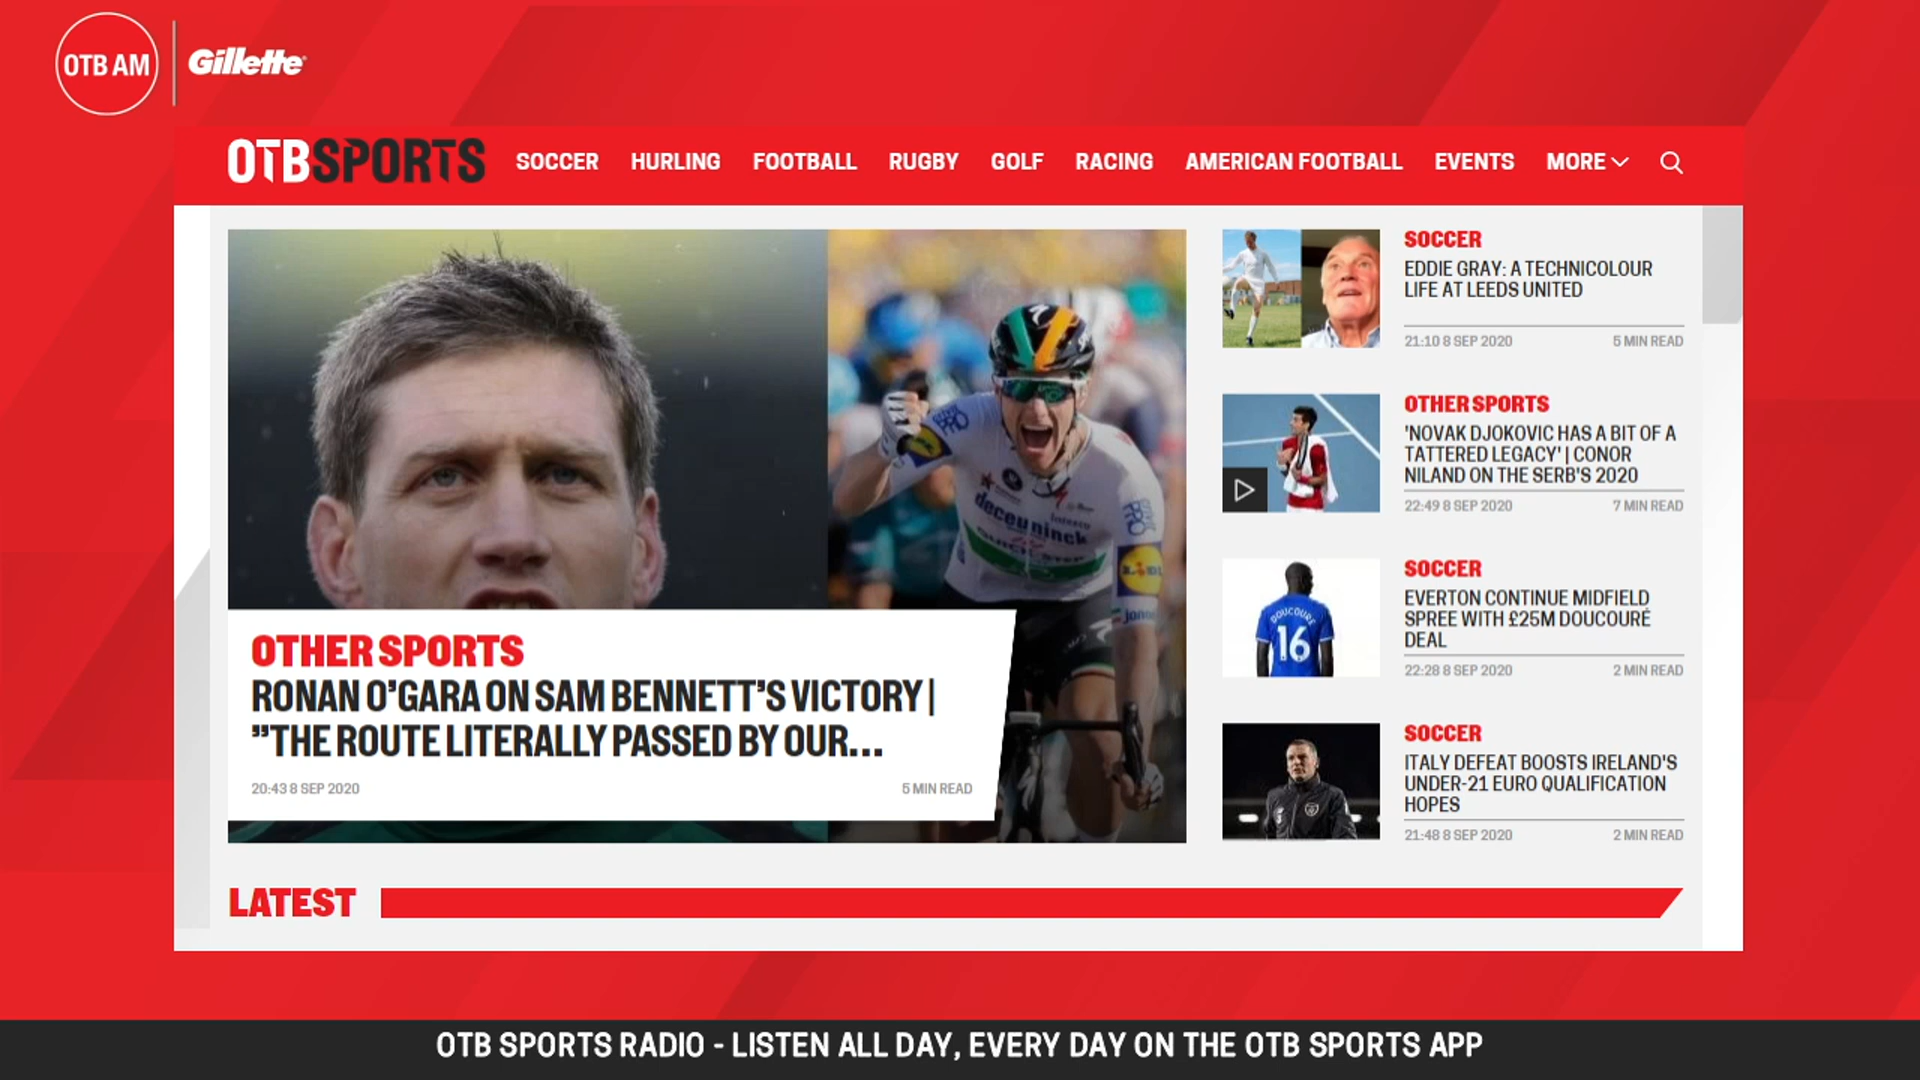 OTB AM
Gillette
OTBSPORTS
SOCCER HURLING FOOTBALL RUGBY GOLF RACING AMERICAN FOOTBALL EVENTS MORE
OTHER SPORTS
RONAN O’GARA ON SAM BENNETT’S VICTORY |
”THE ROUTE LITERALLY PASSED BY OUR...
20:43 8 SEP 2020 5 MIN READ
deceuninck
QUICK-STEP
LIDL
SOCCER
EDDIE GRAY: A TECHNICOLOUR
LIFE AT LEEDS UNITED
21:10 8 SEP 2020 5 MIN READ
OTHER SPORTS
'NOVAK DJOKOVIC HAS A BIT OF A
TATTERED LEGACY' | CONOR
NILAND ON THE SERB'S 2020
22:49 8 SEP 2020 7 MIN READ
DOUCOURÉ
16
SOCCER
EVERTON CONTINUE MIDFIELD
SPREE WITH £25M DOUCOURÉ
DEAL
22:28 8 SEP 2020 2 MIN READ
SOCCER
ITALY DEFEAT BOOSTS IRELAND'S
UNDER-21 EURO QUALIFICATION
HOPES
21:48 8 SEP 2020 2 MIN READ
LATEST
OTB SPORTS RADIO - LISTEN ALL DAY, EVERY DAY ON THE OTB SPORTS APP